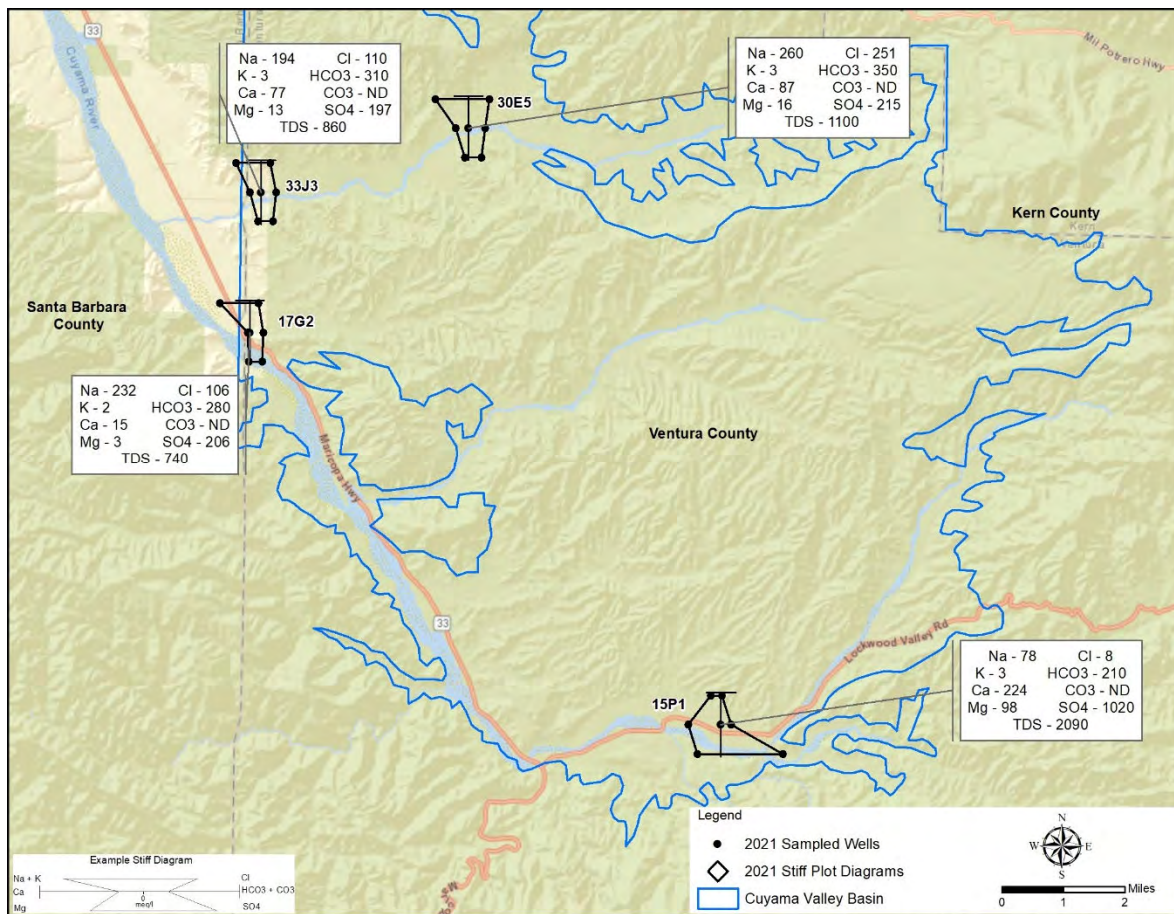 33
Cuyama River
Barb
entura
Na - 194 Cl - 110
K - 3 HCO3 - 310
Ca - 77 CO3 - ND
Mg - 13 SO4 - 197
TDS - 860
30E5
Na - 260 Cl - 251
K - 3 HCO3 - 350
Ca - 87 CO3 - ND
Mg - 16 SO4 - 215
TDS - 1100
Mil Potrero Hwy
33J3
Kern County
Kern
Ventura
Santa Barbara
County
17G2
Na - 232 Cl - 106
K - 2 HCO3 - 280
Ca - 15 CO3 - ND
Mg - 3 SO4 - 206
TDS - 740
Maricopa Hwy
Ventura County
33
Lockwood Valley Rd
Na - 78 Cl - 8
K - 3 HCO3 - 210
Ca - 224 CO3 - ND
Mg - 98 SO4 - 1020
TDS - 2090
15P1
Legend
2021 Sampled Wells
2021 Stiff Plot Diagrams
Cuyama Valley Basin
N
W E
S
Miles
0 1 2
Example Stiff Diagram
Na + K Cl
Ca HCO3 + CO3
0
meq/l
Mg SO4